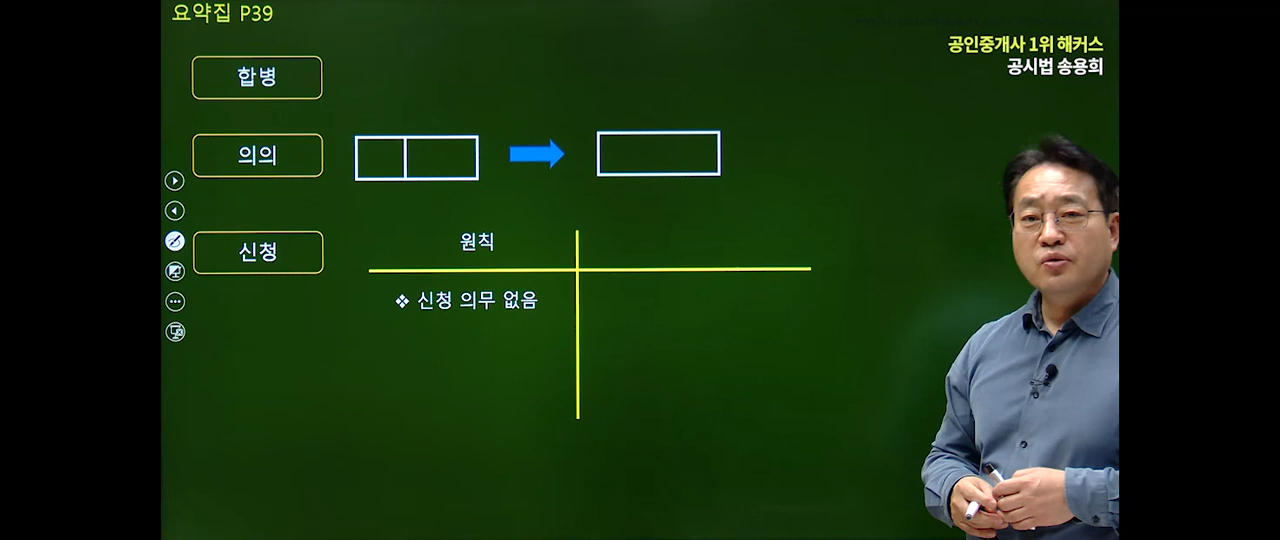 요약집 P39
공인중개사 1위 해커스
공시법 송용희
합병
의의
신청
원칙
❖ 신청 의무 없음